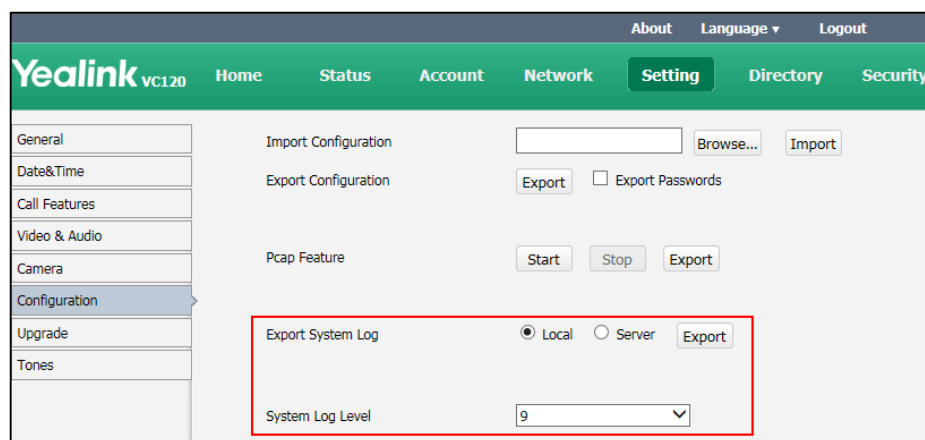 About Language ▾ Logout
Yealink VC120 Home Status Account Network Setting Directory Security
General
Date&Time
Call Features
Video & Audio
Camera
Configuration
Upgrade
Tones
Import Configuration Browse... Import
Export Configuration Export Export Passwords
Pcap Feature Start Stop Export
Export System Log Local Server Export
System Log Level 9